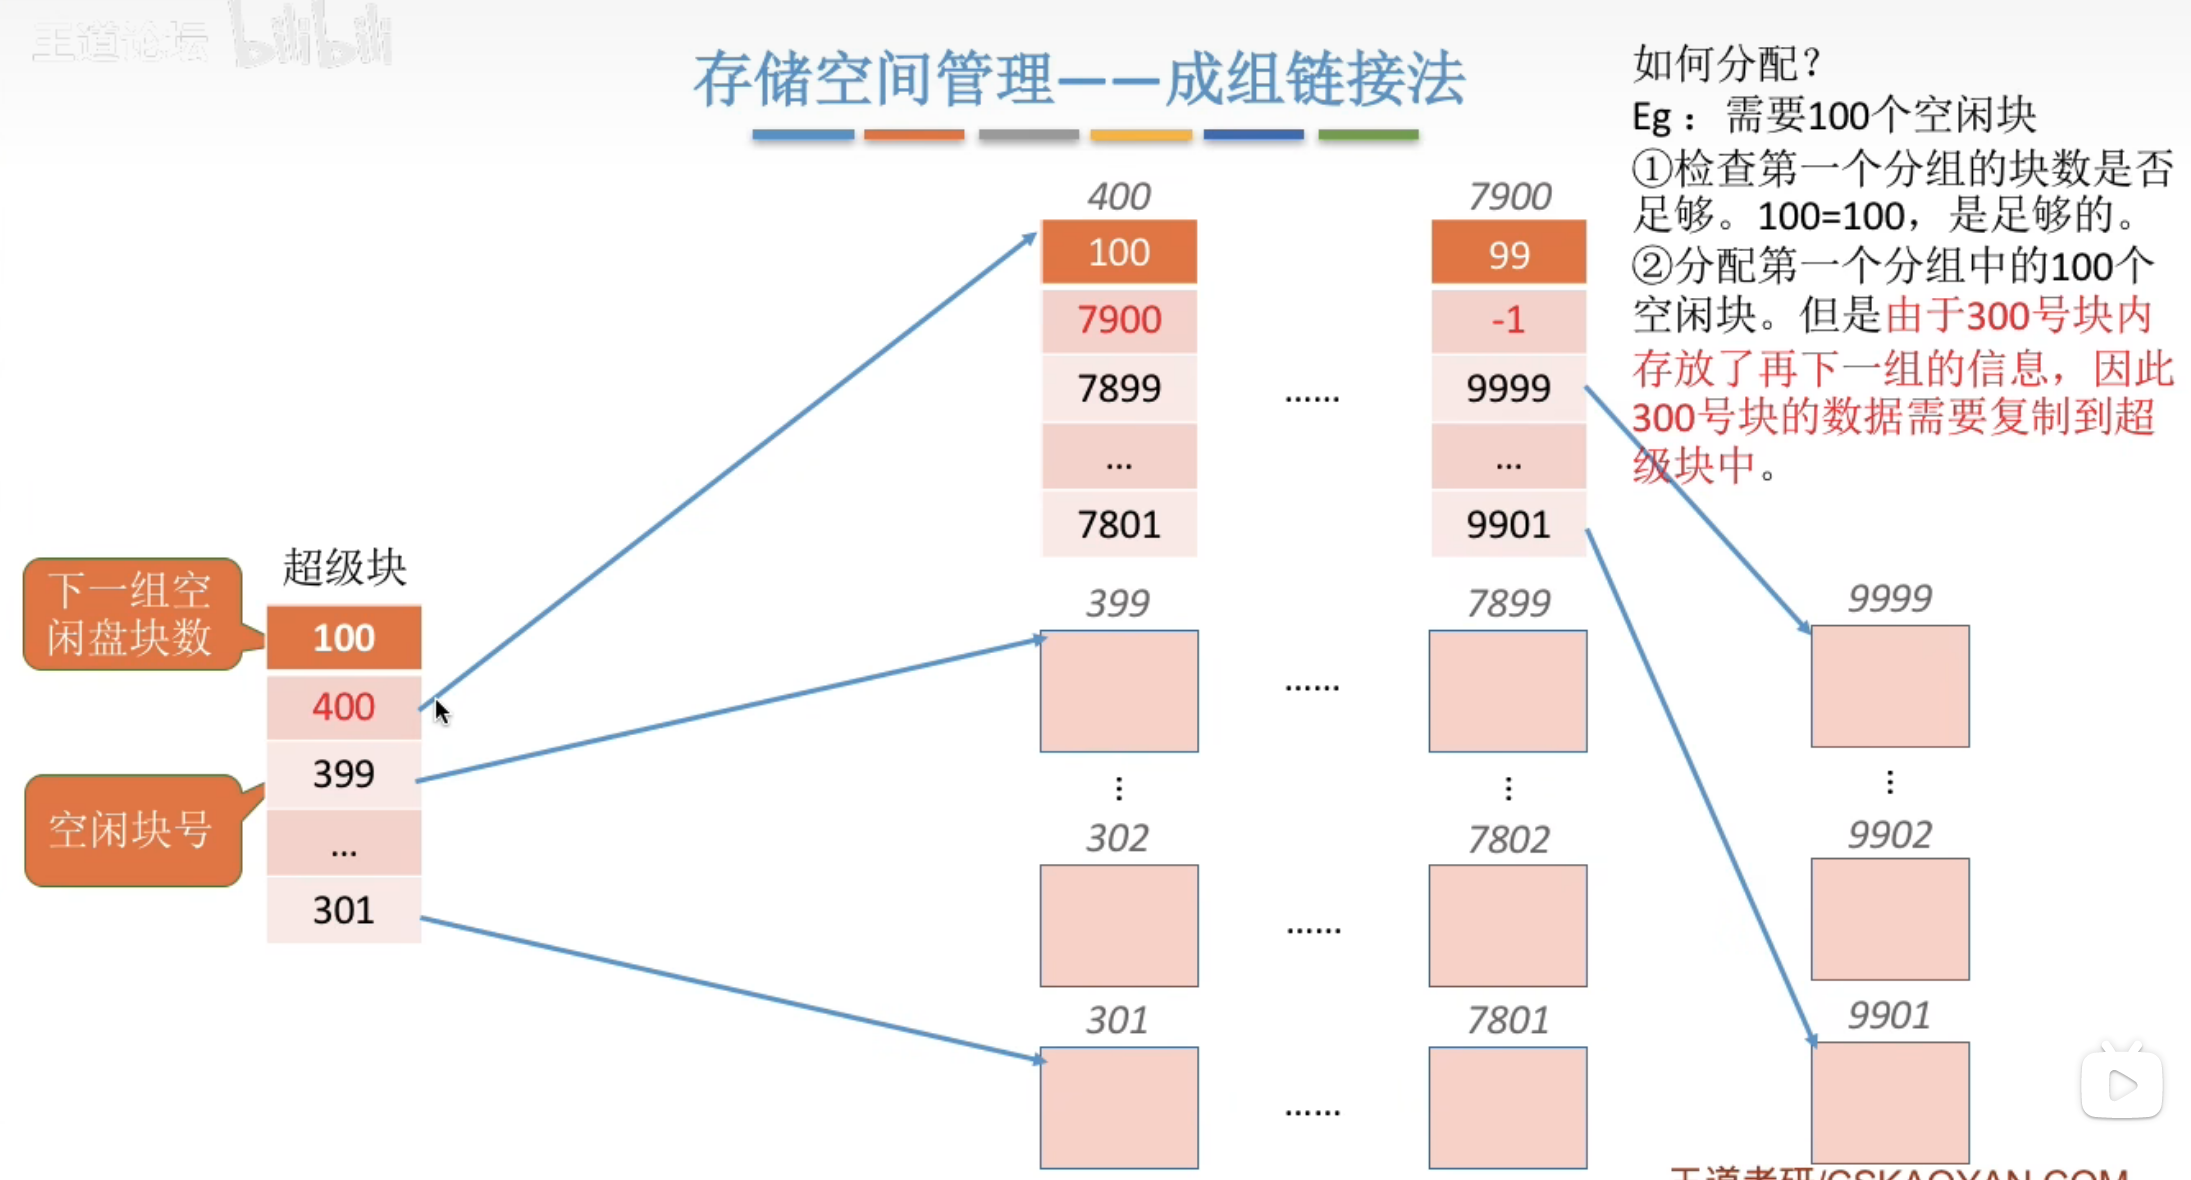 王道论坛 bilibili
存储空间管理——成组链接法
如何分配？
Eg： 需要100个空闲块
①检查第一个分组的块数是否
足够。100=100，是足够的。
②分配第一个分组中的100个
空闲块。但是由于300号块内
存放了再下一组的信息，因此
300号块的数据需要复制到超
级块中。
下一组空
闲盘块数
空闲块号
超级块
100
400
399
...
301
400
100
7900
7899
...
7801
399
302
301
......
......
......
......
7900
99
-1
9999
...
9901
7899
7802
7801
9999
9902
9901
王道考研/CSKAOYAN.COM